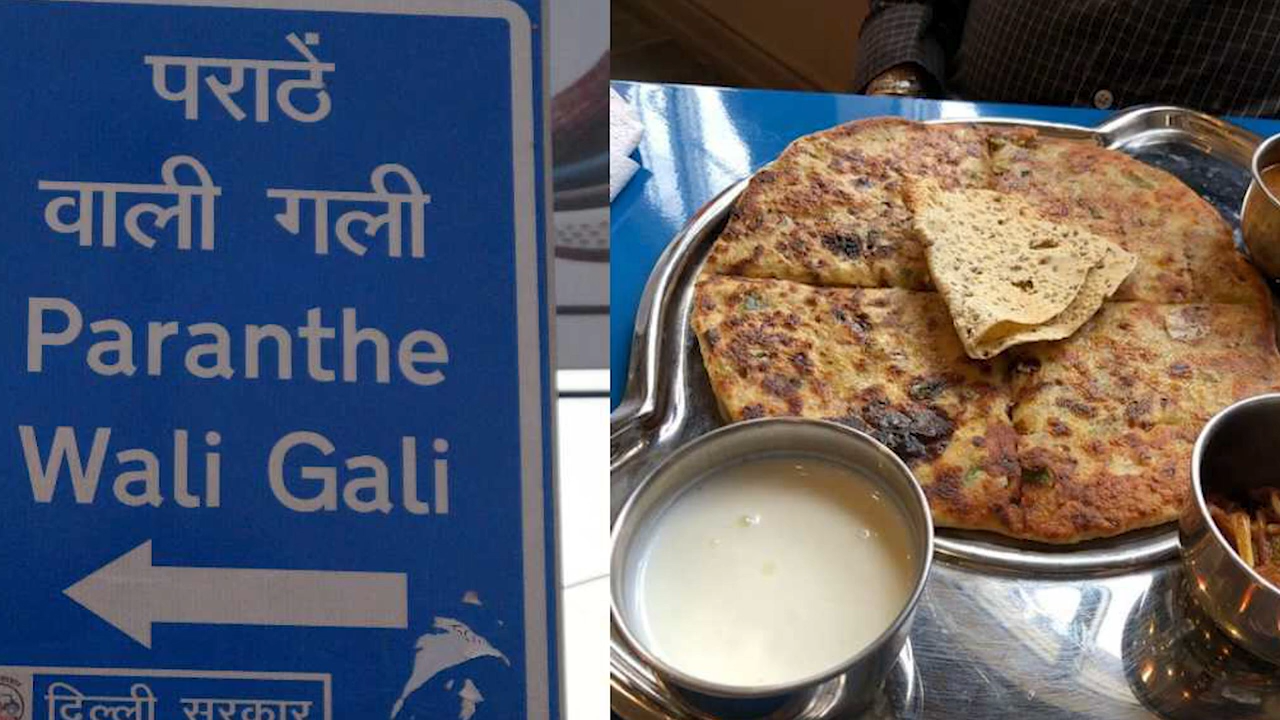 पराठें
वाली गली
Paranthe
Wali Gali
दिल्ली सरकार